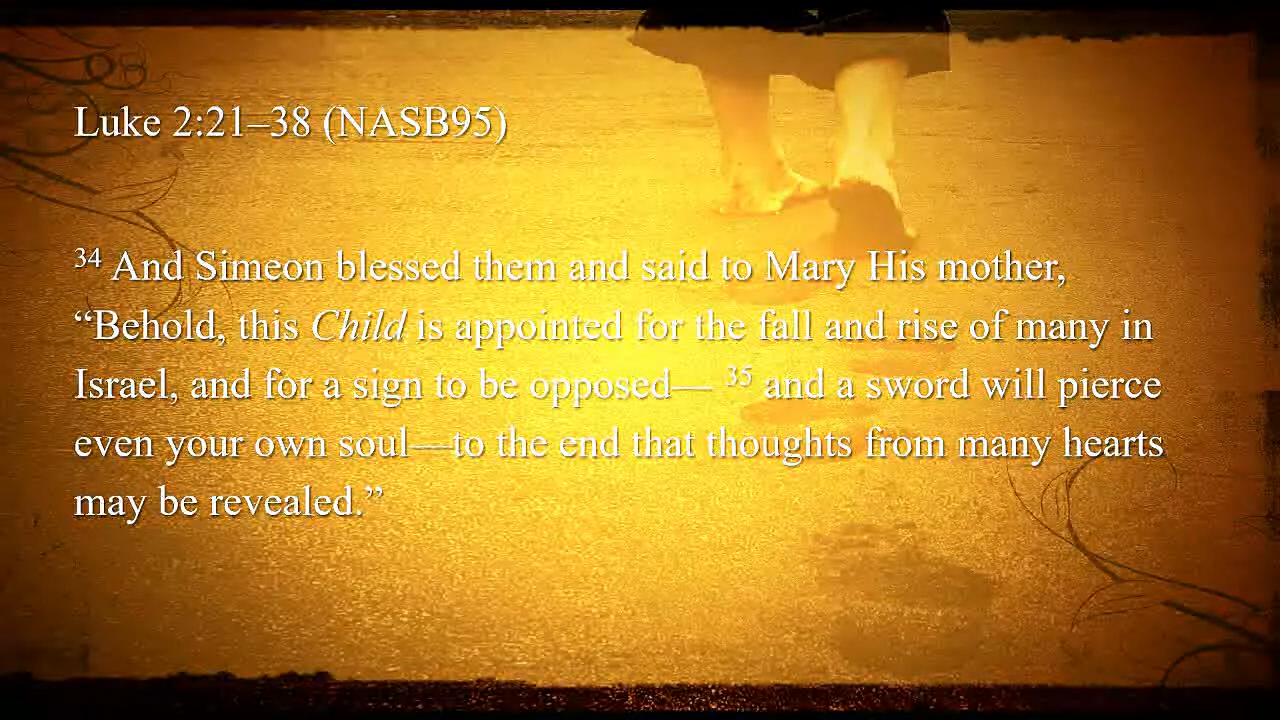 Luke 2:21–38 (NASB95)
34 And Simeon blessed them and said to Mary His mother,
“Behold, this Child is appointed for the fall and rise of many in
Israel, and for a sign to be opposed— 35 and a sword will pierce
even your own soul—to the end that thoughts from many hearts
may be revealed.”